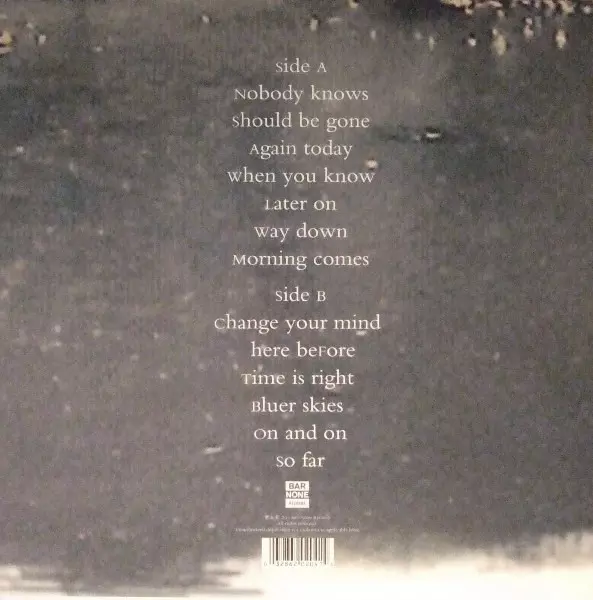 Side A
Nobody knows
Should be gone
Again today
When you know
Later on
Way down
Morning comes
Side B
Change your mind
here beFore
Time is right
Bluer skies
On and on
So far
BAR
NONE